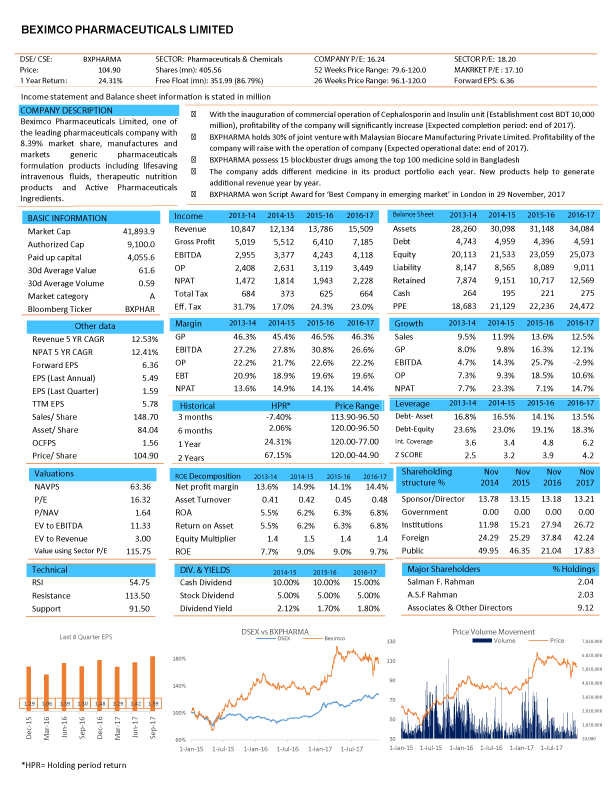 BEXIMCO PHARMACEUTICALS LIMITED
DSE/ CSE: BXPHARMA SECTOR: Pharmaceuticals & Chemicals COMPANY P/E: 16.24 SECTOR P/E: 18.20
Price: 104.90 Shares (mn): 405.56 52 Weeks Price Range: 79.6-120.0 MAKRKET P/E : 17.10
1 Year Return: 24.31% Free Float (mn): 351.99 (86.79%) 26 Weeks Price Range: 96.1-120.0 Forward EPS: 6.36
Income statement and Balance sheet information is stated in million
COMPANY DESCRIPTION
Beximco Pharmaceuticals Limited, one of
the leading pharmaceuticals company with
8.39% market share, manufactures and
markets generic pharmaceuticals
formulation products including lifesaving
intravenous fluids, therapeutic nutrition
products and Active Pharmaceuticals
Ingredients.
With the inauguration of commercial operation of Cephalosporin and Insulin unit (Establishment cost BDT 10,000
million), profitability of the company will significantly increase (Expected completion period: end of 2017).
BXPHARMA holds 30% of joint venture with Malaysian Biocare Manufacturing Private Limited. Profitability of the
company will raise with the operation of company (Expected operational date: end of 2017).
BXPHARMA possess 15 blockbuster drugs among the top 100 medicine sold in Bangladesh
The company adds different medicine in its product portfolio each year. New products help to generate
additional revenue year by year.
BXPHARMA won Script Award for 'Best Company in emerging market' in London in 29 November, 2017
BASIC INFORMATION
Market Cap 41,893.9
Authorized Cap 9,100.0
Paid up capital 4,055.6
30d Average Value 61.6
30d Average Volume 0.59
Market category A
Bloomberg Ticker BXPHAR
Income 2013-14 2014-15 2015-16 2016-17
Revenue 10,847 12,134 13,786 15,509
Gross Profit 5,019 5,512 6,410 7,185
EBITDA 2,955 3,377 4,243 4,118
OP 2,408 2,631 3,119 3,449
NPAT 1,472 1,814 1,943 2,228
Total Tax 684 373 625 664
Eff. Tax 31.7% 17.0% 24.3% 23.0%
Balance Sheet 2013-14 2014-15 2015-16 2016-17
Assets 28,260 30,098 31,148 34,084
Debt 4,743 4,959 4,396 4,591
Equity 20,113 21,533 23,059 25,073
Liability 8,147 8,565 8,089 9,011
Retained 7,874 9,151 10,717 12,569
Cash 264 195 221 275
PPE 18,683 21,129 22,236 24,472
Other data
Revenue 5 YR CAGR 12.53%
NPAT 5 YR CAGR 12.41%
Forward EPS 6.36
EPS (Last Annual) 5.49
EPS (Last Quarter) 1.59
TTM EPS 5.78
Sales/ Share 148.70
Asset/ Share 84.04
OCFPS 1.56
Price/ Share 104.90
Margin 2013-14 2014-15 2015-16 2016-17
GP 46.3% 45.4% 46.5% 46.3%
EBITDA 27.2% 27.8% 30.8% 26.6%
OP 22.2% 21.7% 22.6% 22.2%
EBT 20.9% 18.9% 19.6% 19.6%
NPAT 13.6% 14.9% 14.1% 14.4%
Growth 2013-14 2014-15 2015-16 2016-17
Sales 9.5% 11.9% 13.6% 12.5%
GP 8.0% 9.8% 16.3% 12.1%
EBITDA 4.7% 14.3% 25.7% -2.9%
OP 7.3% 9.3% 18.5% 10.6%
NPAT 7.7% 23.3% 7.1% 14.7%
Historical HPR* Price Range
3 months -7.40% 113.90-96.50
6 months 2.06% 120.00-96.50
1 Year 24.31% 120.00-77.00
2 Years 67.15% 120.00-44.90
Leverage 2013-14 2014-15 2015-16 2016-17
Debt- Asset 16.8% 16.5% 14.1% 13.5%
Debt-Equity 23.6% 23.0% 19.1% 18.3%
Int. Coverage 3.6 3.4 4.8 6.2
Z SCORE 2.5 3.2 3.9 4.2
Valuations
NAVPS 63.36
P/E 16.32
P/NAV 1.64
EV to EBITDA 11.33
EV to Revenue 3.00
Value using Sector P/E 115.75
ROE Decomposition 2013-14 2014-15 2015-16 2016-17
Net profit margin 13.6% 14.9% 14.1% 14.4%
Asset Turnover 0.41 0.42 0.45 0.48
ROA 5.5% 6.2% 6.3% 6.8%
Return on Asset 5.5% 6.2% 6.3% 6.8%
Equity Multiplier 1.4 1.5 1.4 1.4
ROE 7.7% 9.0% 9.0% 9.7%
Shareholding structure % Nov 2014 Nov 2015 Nov 2016 Nov 2017
Sponsor/Director 13.78 13.15 13.18 13.21
Government 0.00 0.00 0.00 0.00
Institutions 11.98 15.21 27.94 26.72
Foreign 24.29 25.29 37.84 42.24
Public 49.95 46.35 21.04 17.83
Technical
RSI 54.75
Resistance 113.50
Support 91.50
DIV. & YIELDS 2014-15 2015-16 2016-17
Cash Dividend 10.00% 10.00% 15.00%
Stock Dividend 5.00% 5.00% 5.00%
Dividend Yield 2.12% 1.70% 1.80%
Major Shareholders % Holdings
Salman F. Rahman 2.04
A.S.F Rahman 2.03
Associates & Other Directors 9.12
Last 8 Quarter EPS
Dec-15 Mar-16 Jun-16 Sep-16 Dec-16 Mar-17 Jun-17 Sep-17
DSEX vs BXPHARMA
DSEX Beximco
180%
140%
100%
60%
1-Jan-15 1-Jul-15 1-Jan-16 1-Jul-16 1-Jan-17 1-Jul-17
Price Volume Movement
Volume Price
130
110
90
70
50
30
7,020,000
6,020,000
5,020,000
4,020,000
3,020,000
2,020,000
1,020,000
20,000
1-Jan-15 1-Jul-15 1-Jan-16 1-Jul-16 1-Jan-17 1-Jul-17
*HPR= Holding period return